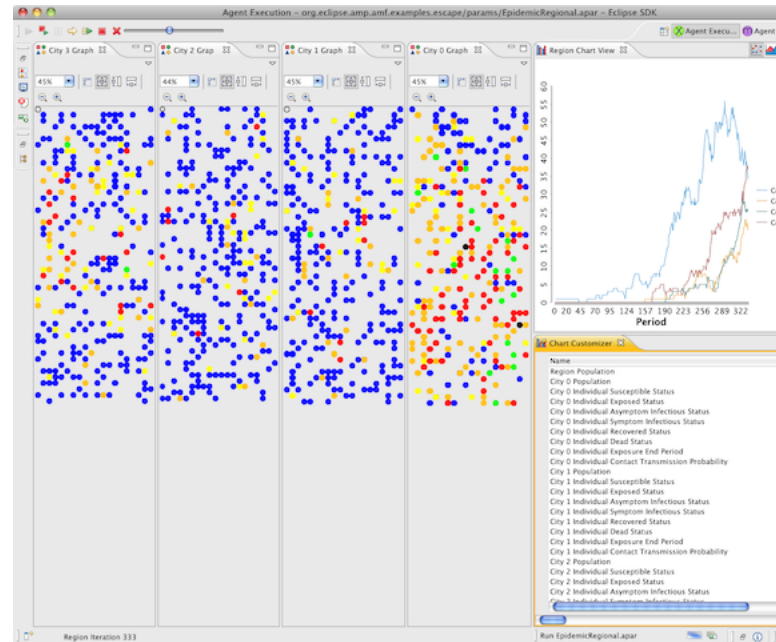 Agent Execution - org.eclipse.amp.amf.examples.escape/params/EpidemicRegional.apar - Eclipse SDK
Agent Execu... Agent
City 3 Graph
City 2 Grap
City 1 Graph
City 0 Graph
Region Chart View
45%
44%
45%
45%
60
55
50
45
40
35
30
25
20
15
10
5
0
0 20 45 70 95 124 157 190 223 256 289 322
Period
Chart Customizer
Name
Region Population
City 0 Population
City 0 Individual Susceptible Status
City 0 Individual Exposed Status
City 0 Individual Asymptom Infectious Status
City 0 Individual Symptom Infectious Status
City 0 Individual Recovered Status
City 0 Individual Dead Status
City 0 Individual Exposure End Period
City 0 Individual Contact Transmission Probability
City 1 Population
City 1 Individual Susceptible Status
City 1 Individual Exposed Status
City 1 Individual Asymptom Infectious Status
City 1 Individual Symptom Infectious Status
City 1 Individual Recovered Status
City 1 Individual Dead Status
City 1 Individual Exposure End Period
City 1 Individual Contact Transmission Probability
City 2 Population
City 2 Individual Susceptible Status
City 2 Individual Exposed Status
City 2 Individual Asymptom Infectious Status
City 2 Individual Symptom Infectious Status
Region Iteration 333
Run EpidemicRegional.apar